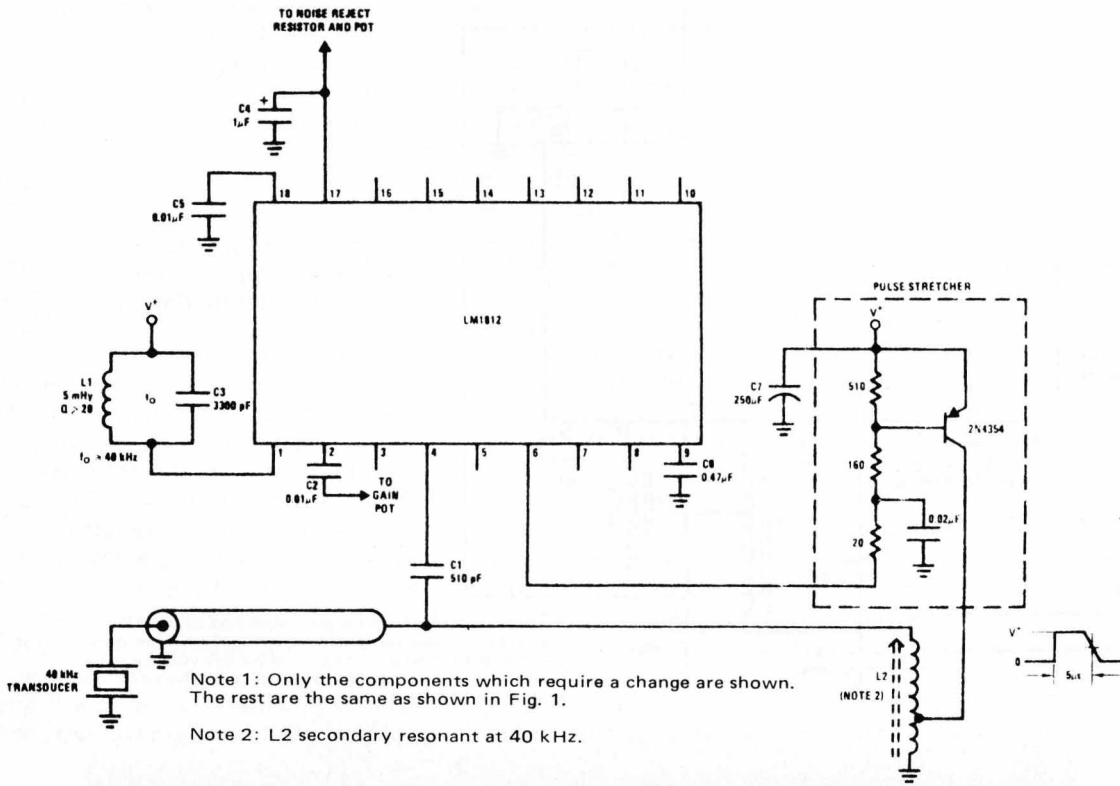 TO NOISE REJECT
RESISTOR AND POT
C4
+
1µF
C5
0.01µF
18
17
16
15
14
13
12
11
10
LM1812
V+
L1
5 mHy
Q > 20
fO
C3
3300 pF
fO ≈ 40 kHz
1
2
3
4
5
6
7
8
9
C2
0.01µF
TO
GAIN
POT
0.47µF
C1
510 pF
PULSE STRETCHER
V+
C7
250µF
510
2N4354
160
0.02µF
20
40 kHz
TRANSDUCER
L2
(NOTE 2)
V+
0
5µs
Note 1: Only the components which require a change are shown.
The rest are the same as shown in Fig. 1.
Note 2: L2 secondary resonant at 40 kHz.